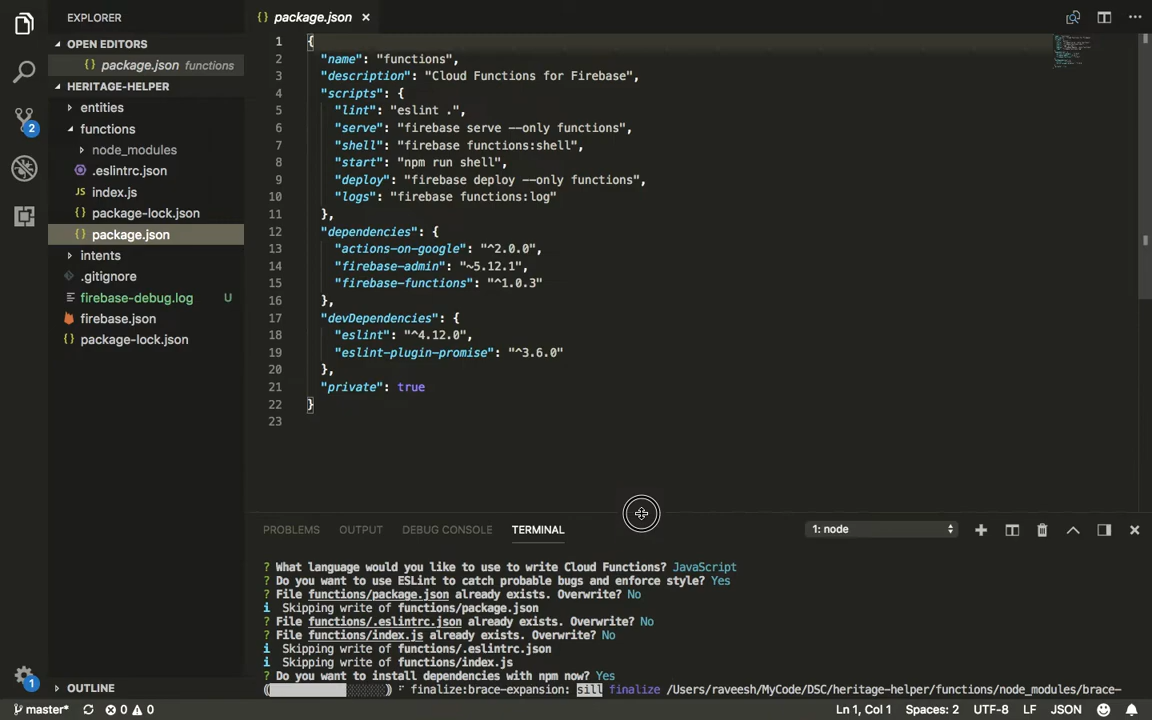 EXPLORER
OPEN EDITORS
{} package.json functions
HERITAGE-HELPER
entities
functions
node_modules
.eslintrc.json
JS index.js
{} package-lock.json
{} package.json
intents
.gitignore
firebase-debug.log U
firebase.json
{} package-lock.json
OUTLINE
2
1
{} package.json ×
1 {
2 "name": "functions",
3 "description": "Cloud Functions for Firebase",
4 "scripts": {
5 "lint": "eslint .",
6 "serve": "firebase serve --only functions",
7 "shell": "firebase functions:shell",
8 "start": "npm run shell",
9 "deploy": "firebase deploy --only functions",
10 "logs": "firebase functions:log"
11 },
12 "dependencies": {
13 "actions-on-google": "^2.0.0",
14 "firebase-admin": "~5.12.1",
15 "firebase-functions": "^1.0.3"
16 },
17 "devDependencies": {
18 "eslint": "^4.12.0",
19 "eslint-plugin-promise": "^3.6.0"
20 },
21 "private": true
22 }
23
PROBLEMS OUTPUT DEBUG CONSOLE TERMINAL 1: node
? What language would you like to use to write Cloud Functions? JavaScript
? Do you want to use ESLint to catch probable bugs and enforce style? Yes
? File functions/package.json already exists. Overwrite? No
i Skipping write of functions/package.json
? File functions/.eslintrc.json already exists. Overwrite? No
? File functions/index.js already exists. Overwrite? No
i Skipping write of functions/.eslintrc.json
i Skipping write of functions/index.js
? Do you want to install dependencies with npm now? Yes
finalize:brace-expansion: sill finalize /Users/raveesh/MyCode/DSC/heritage-helper/functions/node_modules/brace-
master* 0 0 Ln 1, Col 1 Spaces: 2 UTF-8 LF JSON